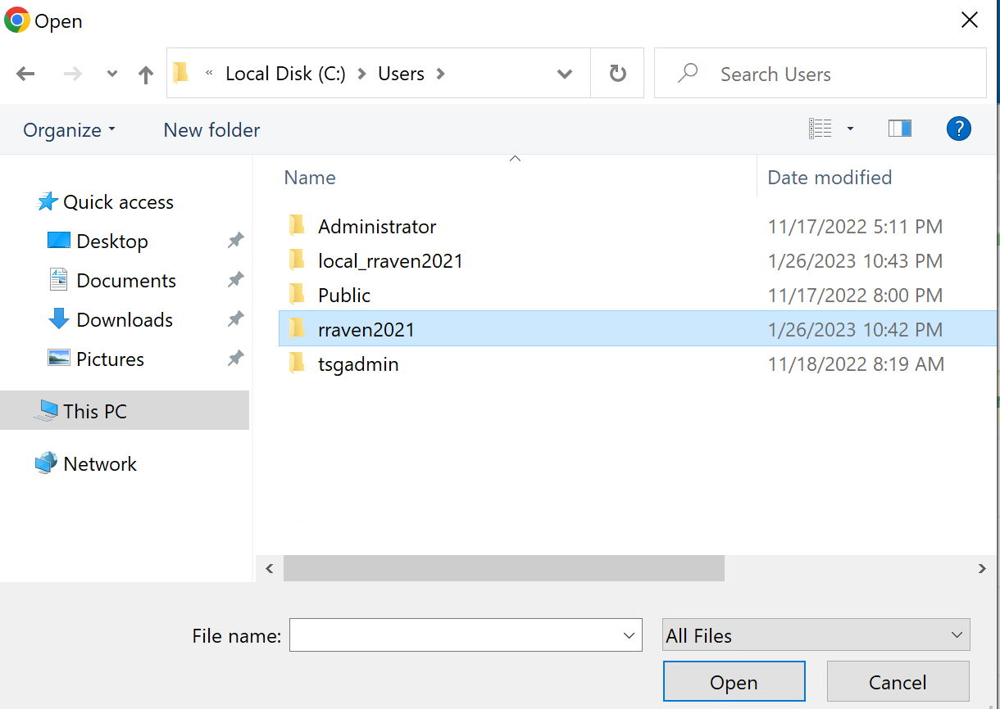 Open
« Local Disk (C:) > Users >
Search Users
Organize
New folder
?
Name
Date modified
Quick access
Desktop
Documents
Downloads
Pictures
This PC
Network
Administrator 11/17/2022 5:11 PM
local_rraven2021 1/26/2023 10:43 PM
Public 11/17/2022 8:00 PM
rraven2021 1/26/2023 10:42 PM
tsgadmin 11/18/2022 8:19 AM
File name:
All Files
Open
Cancel